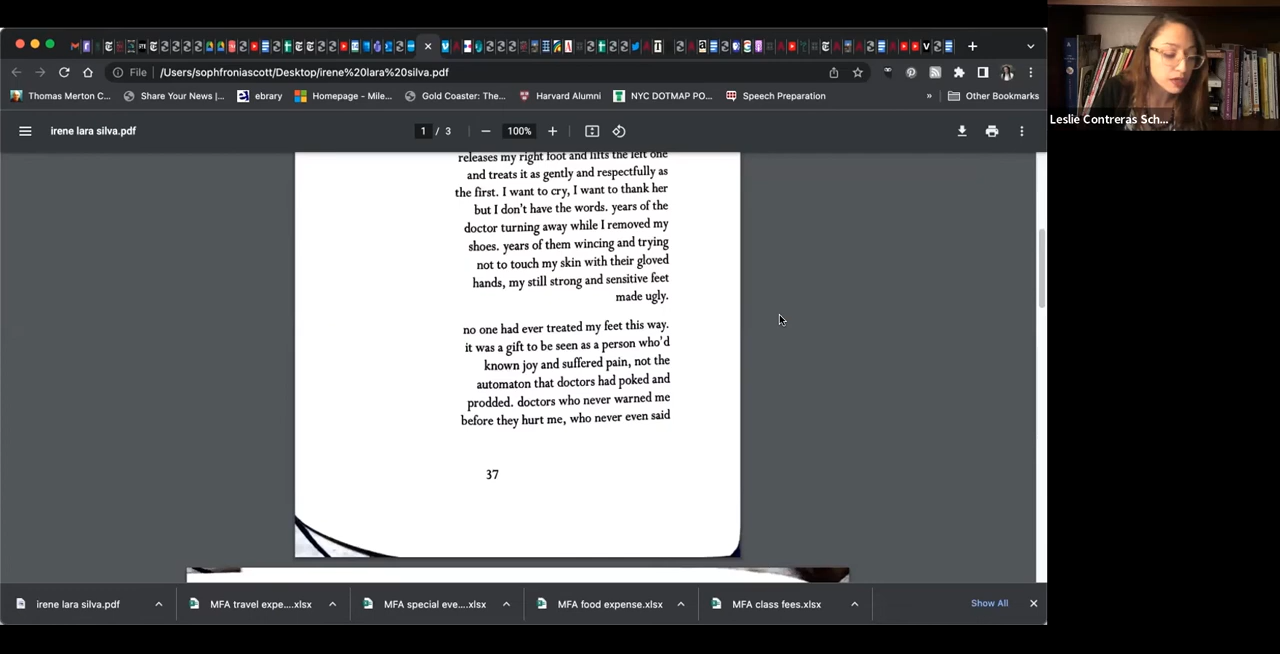 File
/Users/sophfroniascott/Desktop/irene%20lara%20silva.pdf
Thomas Merton C...
Share Your News |...
ebrary
Homepage - Mile...
Gold Coaster: The...
Harvard Alumni
NYC DOTMAP PO...
Speech Preparation
»
Other Bookmarks
irene lara silva.pdf
1 / 3
100%
releases my right foot and lifts the left one
and treats it as gently and respectfully as
the first. I want to cry, I want to thank her
but I don't have the words. years of the
doctor turning away while I removed my
shoes. years of them wincing and trying
not to touch my skin with their gloved
hands, my still strong and sensitive feet
made ugly.
no one had ever treated my feet this way.
it was a gift to be seen as a person who'd
known joy and suffered pain, not the
automaton that doctors had poked and
prodded. doctors who never warned me
before they hurt me, who never even said
37
irene lara silva.pdf
MFA travel expe....xlsx
MFA special eve....xlsx
MFA food expense.xlsx
MFA class fees.xlsx
Show All
Leslie Contreras Sch...